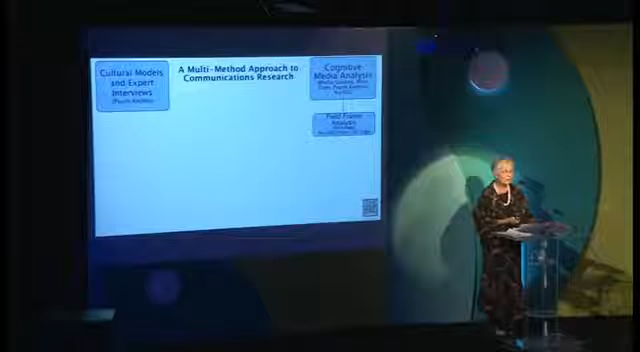 Cultural Models
and Expert
Interviews
A Multi-Method Approach to
Communications Research
Cognitive
Media Analysis
Field Frame
Analysis